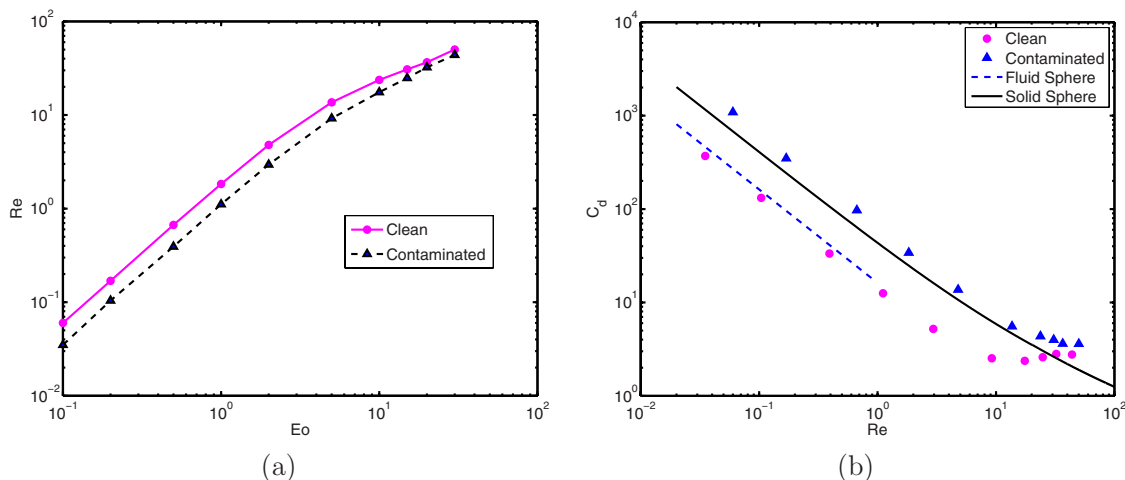 10^2
10^1
10^0
10^-1
10^-2
Re
10^-1
10^0
10^1
10^2
Eo
Clean
Contaminated
(a)
10^4
10^3
10^2
10^1
10^0
C_d
10^-2
10^-1
10^0
10^1
10^2
Re
Clean
Contaminated
Fluid Sphere
Solid Sphere
(b)